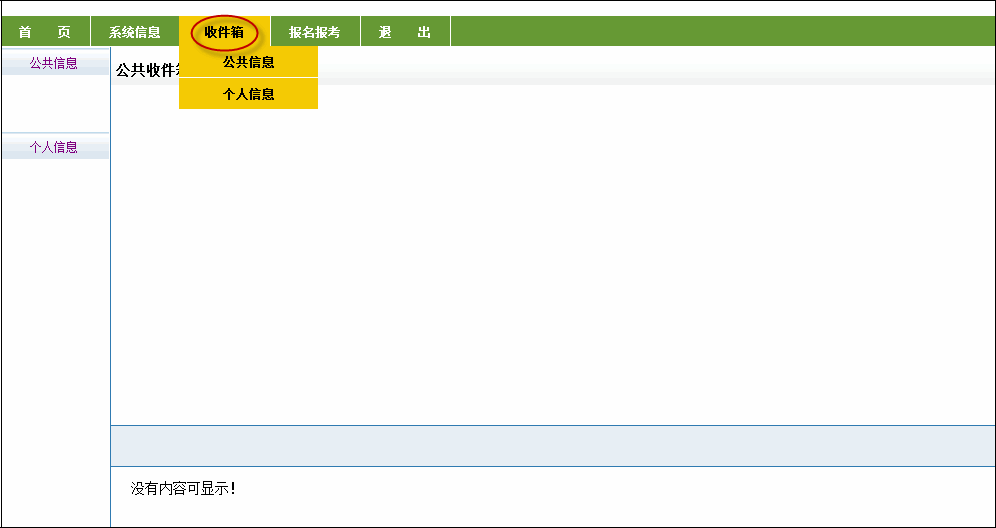 首 页 系统信息 收件箱 报名报考 退 出
公共信息
公共收件
公共信息
个人信息
个人信息
没有内容可显示！